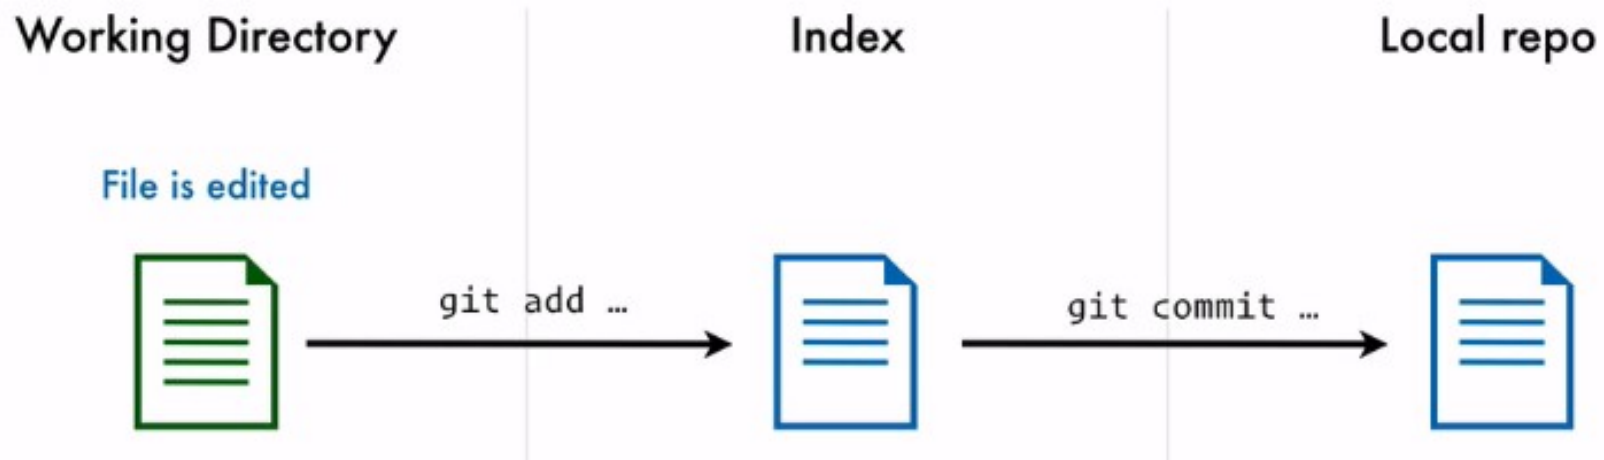 Working Directory
Index
Local repo
File is edited
git add …
git commit …